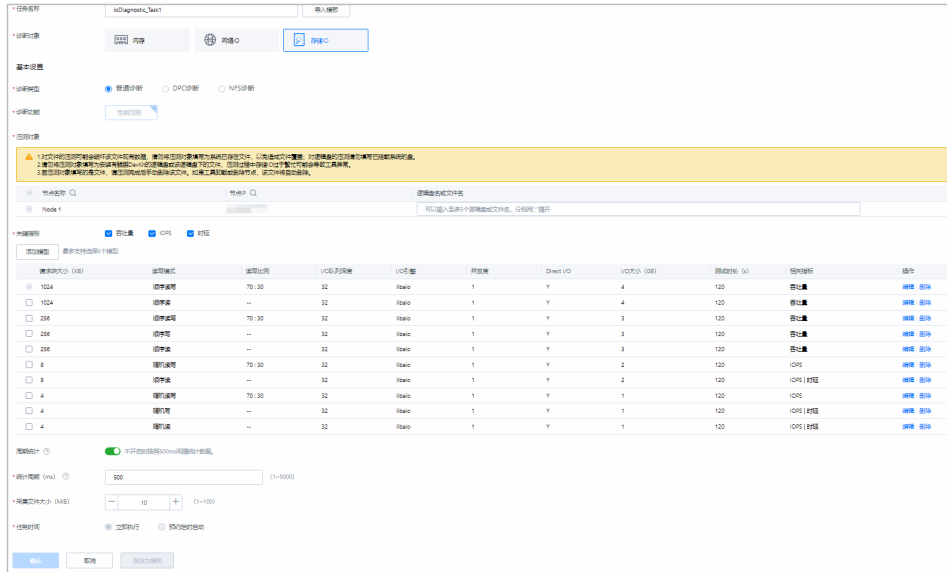 * 任务名称 ioDiagnostic_Task1 导入模板
* 诊断对象 内存 网络IO 存储IO
基本设置
* 诊断类型 普通诊断 DPC诊断 NFS诊断
* 诊断功能 性能压测
* 压测对象
1.对文件的压测可能会破坏该文件现有数据，请勿将压测对象填写为系统已存在文件，以免造成文件覆盖；对逻辑盘的压测请勿填写已挂载系统的盘。
2.请勿将压测对象填写为安装有鲲鹏DevKit的逻辑盘或该逻辑盘下的文件，压测过程中存储IO过于繁忙可能会导致工具异常。
3.若压测对象填写的是文件，请压测完成后手动删除该文件。如果工具卸载或删除节点，该文件将自动删除。
节点名称 节点IP 逻辑盘名或文件名
Node 1 可以输入至多5个逻辑盘或文件名，分别用","隔开
* 关键指标 吞吐量 IOPS 时延
添加模型 最多支持选择5个模型
请求块大小（KB） 读写模式 读写比例 I/O队列深度 I/O引擎 并发度 Direct I/O I/O大小（GB） 测试时长（s） 相关指标 操作
1024 顺序读写 70 : 30 32 libaio 1 Y 4 120 吞吐量 编辑 删除
1024 顺序读 -- 32 libaio 1 Y 4 120 吞吐量 编辑 删除
256 顺序读写 70 : 30 32 libaio 1 Y 3 120 吞吐量 编辑 删除
256 顺序写 -- 32 libaio 1 Y 3 120 吞吐量 编辑 删除
256 顺序读 -- 32 libaio 1 Y 3 120 吞吐量 编辑 删除
8 随机读写 70 : 30 32 libaio 1 Y 2 120 IOPS 编辑 删除
8 顺序读 -- 32 libaio 1 Y 2 120 IOPS | 时延 编辑 删除
4 随机读写 70 : 30 32 libaio 1 Y 1 120 IOPS 编辑 删除
4 随机写 -- 32 libaio 1 Y 1 120 IOPS | 时延 编辑 删除
4 随机读 -- 32 libaio 1 Y 1 120 IOPS | 时延 编辑 删除
周期统计 不开启时按照500ms间隔统计数据。
* 统计周期（ms） 500 (1~5000)
* 采集文件大小（MiB） 10 (1~100)
* 任务时间 立即执行 预约定时启动
确认 取消 保存为模板